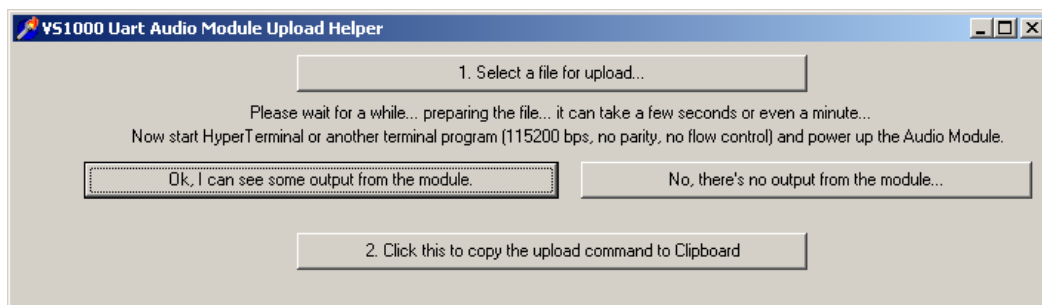 VS1000 Uart Audio Module Upload Helper
1. Select a file for upload...
Please wait for a while... preparing the file... it can take a few seconds or even a minute...
Now start HyperTerminal or another terminal program (115200 bps, no parity, no flow control) and power up the Audio Module.
Ok, I can see some output from the module.
No, there's no output from the module...
2. Click this to copy the upload command to Clipboard